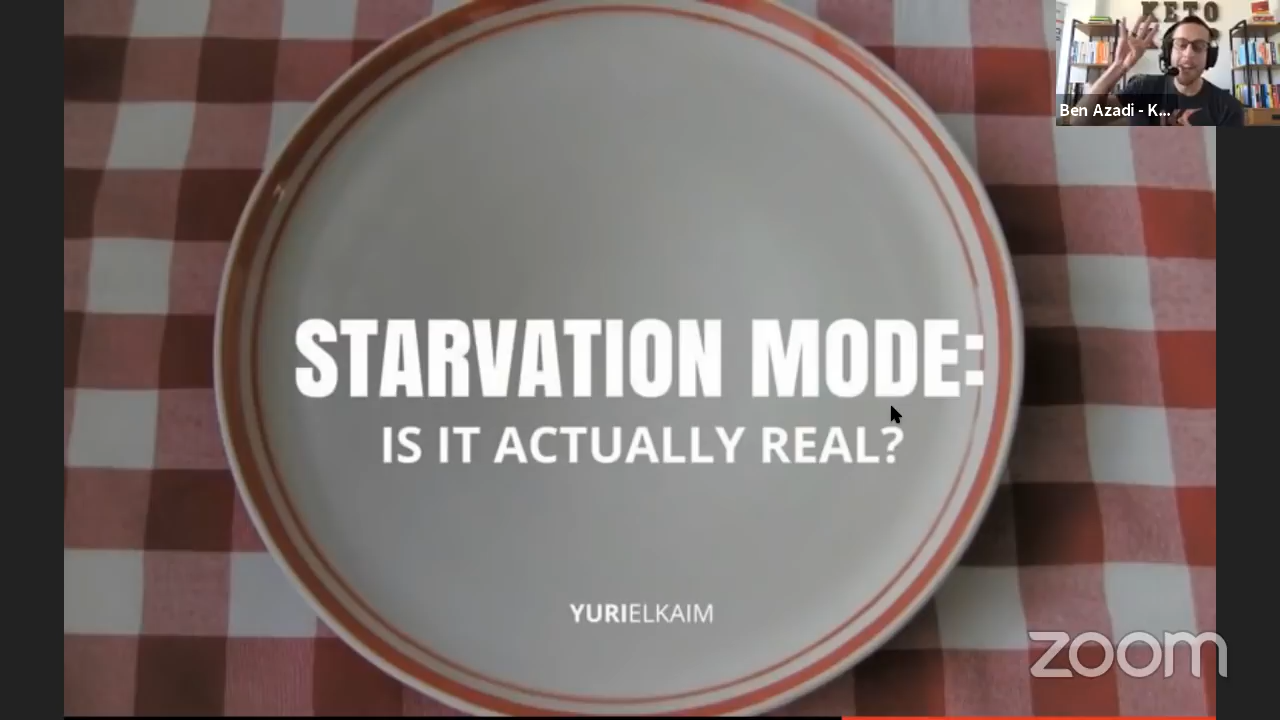 KETO
Ben Azadi - K...
STARVATION MODE:
IS IT ACTUALLY REAL?
YURIELKAIM
zoom